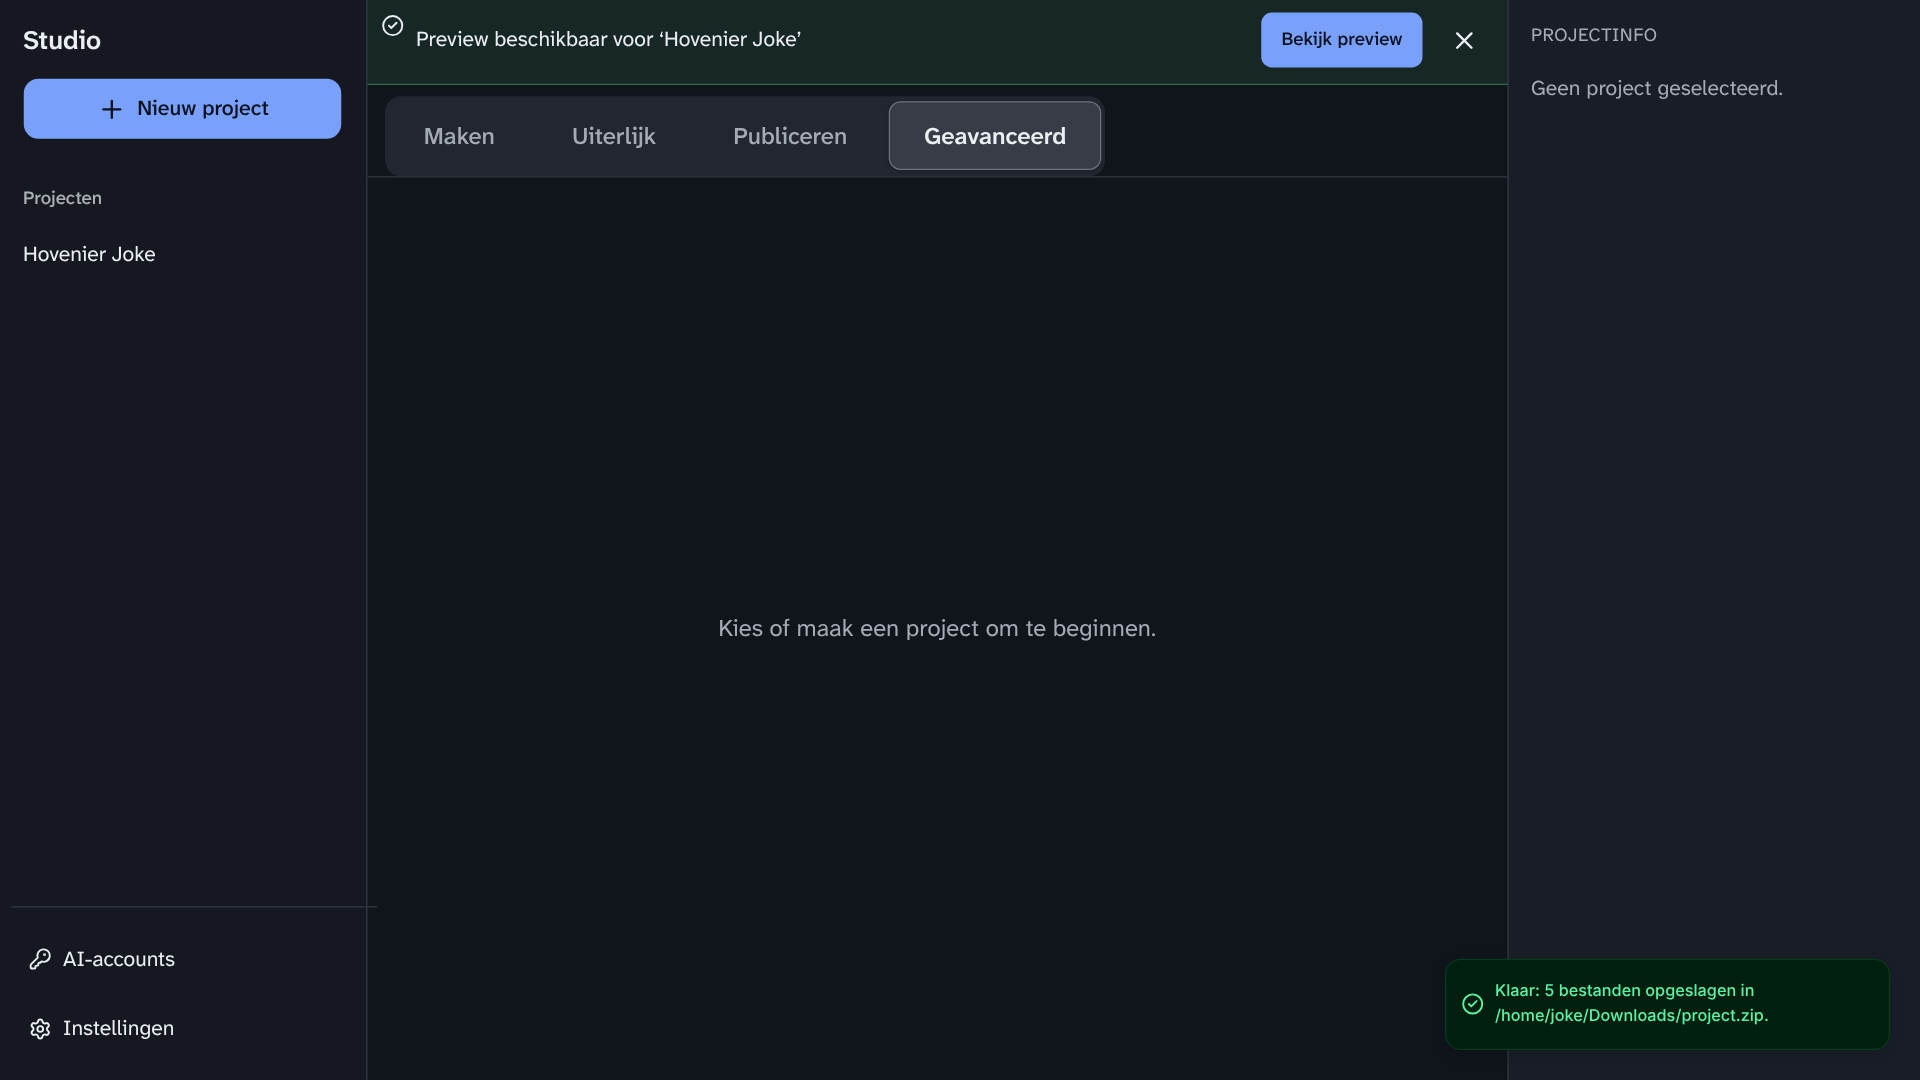 Studio
Nieuw project
Projecten
Hovenier Joke
AI-accounts
Instellingen
Preview beschikbaar voor ‘Hovenier Joke’
Bekijk preview
Maken
Uiterlijk
Publiceren
Geavanceerd
Kies of maak een project om te beginnen.
PROJECTINFO
Geen project geselecteerd.
Klaar: 5 bestanden opgeslagen in
/home/joke/Downloads/project.zip.